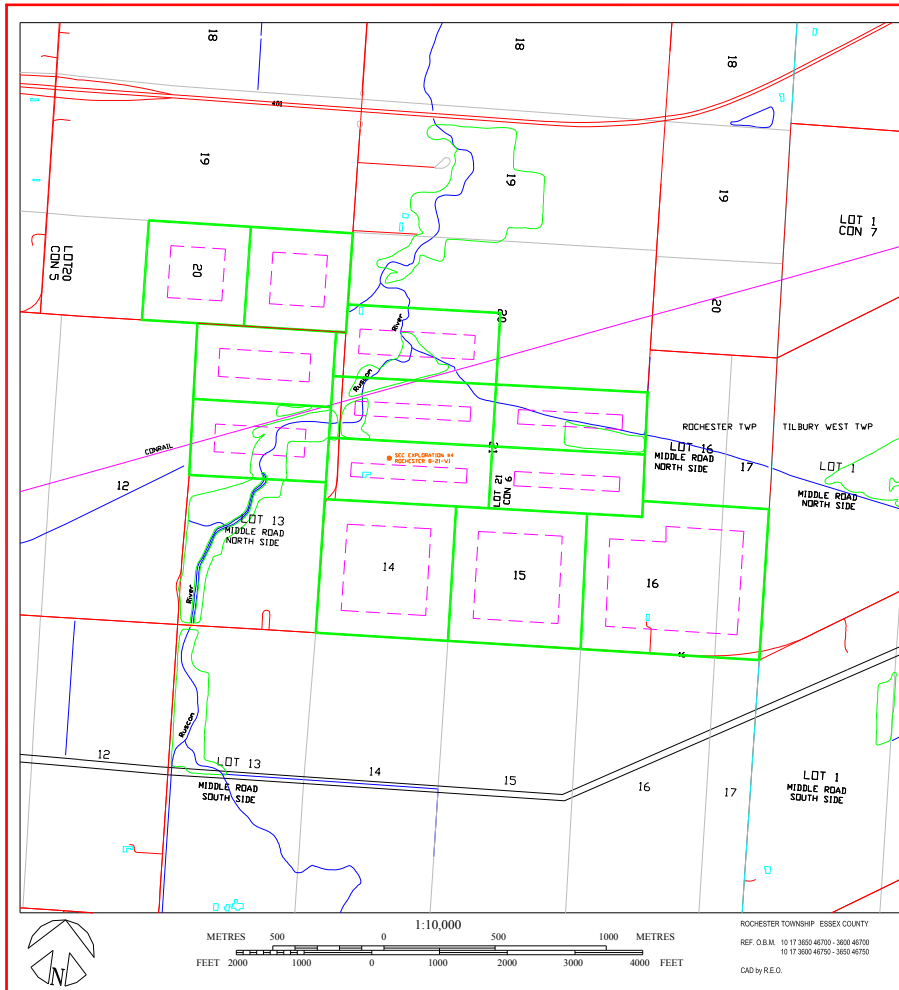 18
18
18
401
19
19
19
LOT 1
CON 7
LOT20
CON 5
20
20
20
River
Ruscon
CONRAIL
SEC EXPLORATION #4
ROCHESTER 6-21-VI
21
LOT 21
CON 6
ROCHESTER TWP
TILBURY WEST TWP
LOT 16
MIDDLE ROAD
NORTH SIDE
17
LOT 1
MIDDLE ROAD
NORTH SIDE
12
LOT 13
MIDDLE ROAD
NORTH SIDE
14
15
16
River
46
Ruscon
12
LOT 13
MIDDLE ROAD
SOUTH SIDE
14
15
16
17
LOT 1
MIDDLE ROAD
SOUTH SIDE
N
1:10,000
METRES 500 0 500 1000 METRES
FEET 2000 1000 0 1000 2000 3000 4000 FEET
ROCHESTER TOWNSHIP ESSEX COUNTY
REF. O.B.M. 10 17 3650 46700 - 3600 46700
10 17 3600 46750 - 3650 46750
CAD by R.E.O.